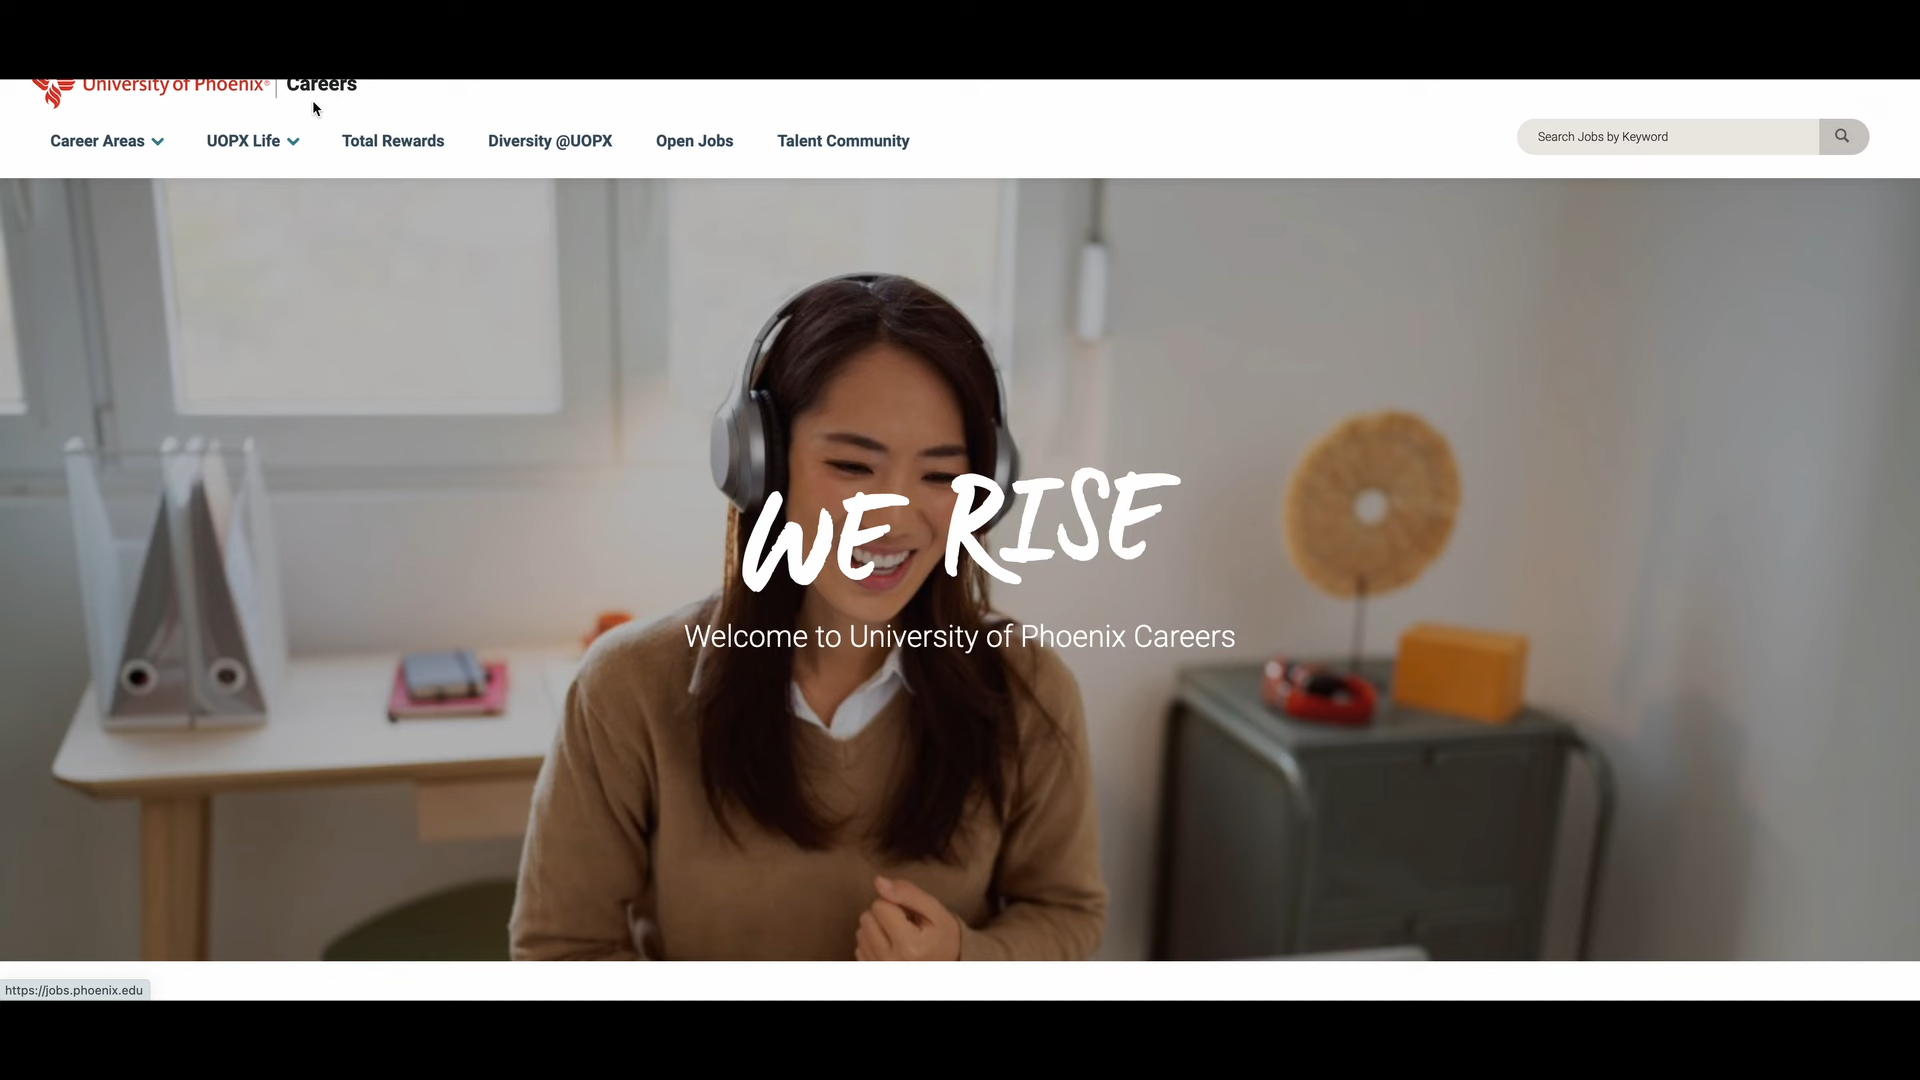 University of Phoenix® | Careers
Career Areas
UOPX Life
Total Rewards
Diversity @UOPX
Open Jobs
Talent Community
Search Jobs by Keyword
WE RISE
Welcome to University of Phoenix Careers
https://jobs.phoenix.edu